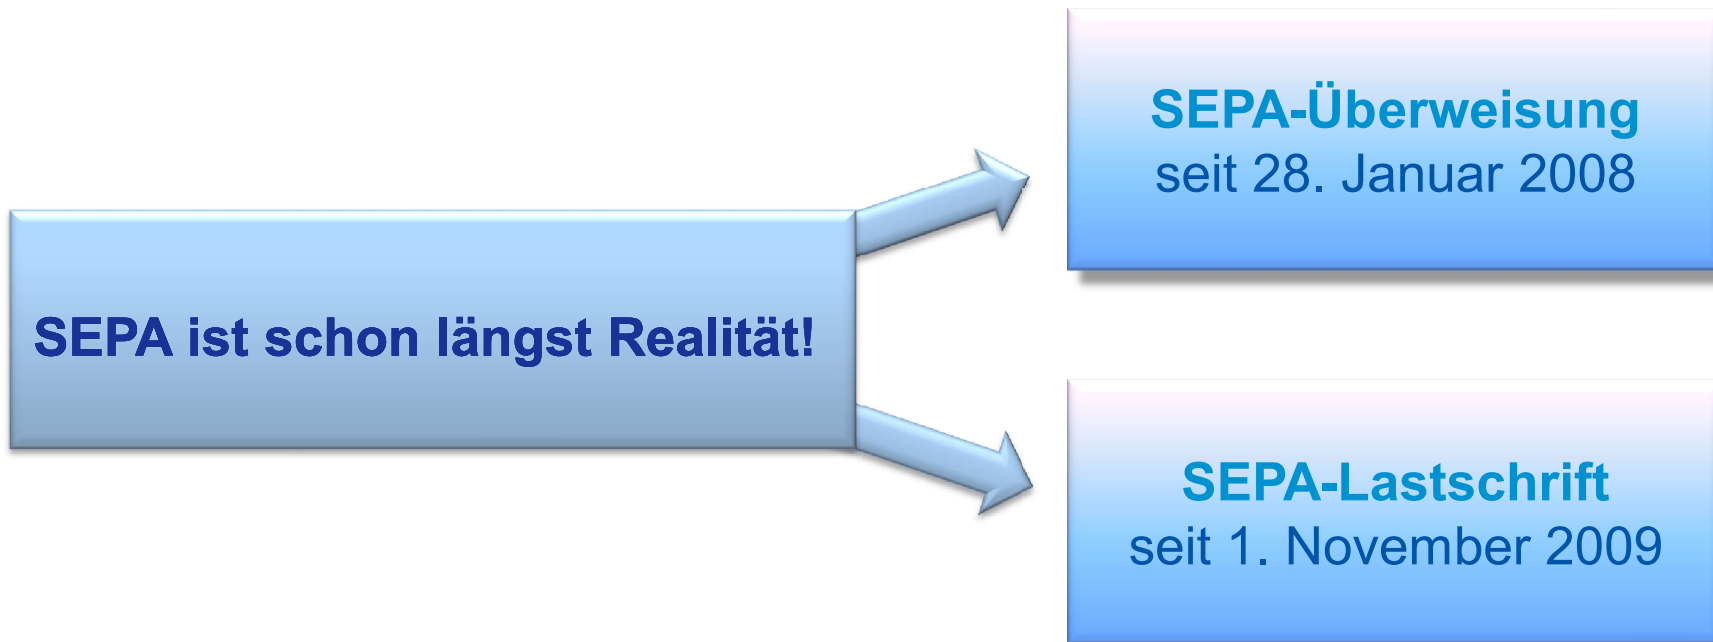 SEPA ist schon längst Realität!
SEPA-Überweisung
seit 28. Januar 2008
SEPA-Lastschrift
seit 1. November 2009